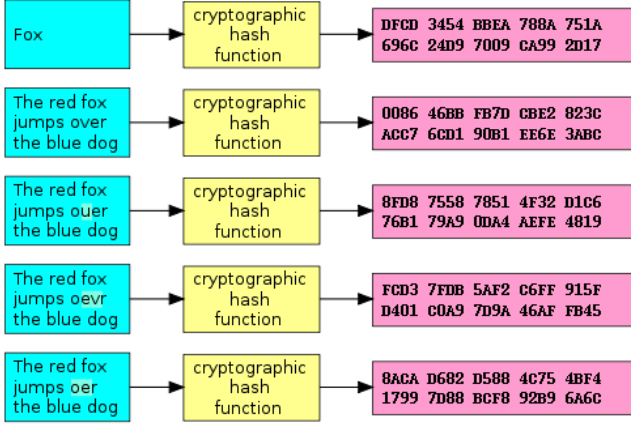 Fox
cryptographic
hash
function
DFCD 3454 BBEA 788A 751A
696C 24D9 7009 CA99 2D17
The red fox
jumps over
the blue dog
cryptographic
hash
function
0086 46BB FB7D CBE2 823C
ACC7 6CD1 90B1 EE6E 3ABC
The red fox
jumps ouer
the blue dog
cryptographic
hash
function
8FD8 7558 7851 4F32 D1C6
76B1 79A9 0DA4 AEFE 4819
The red fox
jumps oevr
the blue dog
cryptographic
hash
function
FCD3 7FDB 5AF2 C6FF 915F
D401 C0A9 7D9A 46AF FB45
The red fox
jumps oer
the blue dog
cryptographic
hash
function
8ACA D682 D588 4C75 4BF4
1799 7D88 BCF8 92B9 6A6C